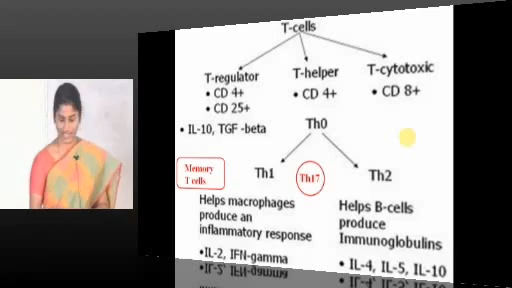 T-cells
T-regulator
• CD 4+
• CD 25+
• IL-10, TGF -beta
T-helper
• CD 4+
T-cytotoxic
• CD 8+
Th0
Memory
T cells
Th1
Th17
Th2
Helps macrophages
produce an
inflammatory response
•IL-2, IFN-gamma
Helps B-cells
produce
Immunoglobulins
• IL-4, IL-5, IL-10